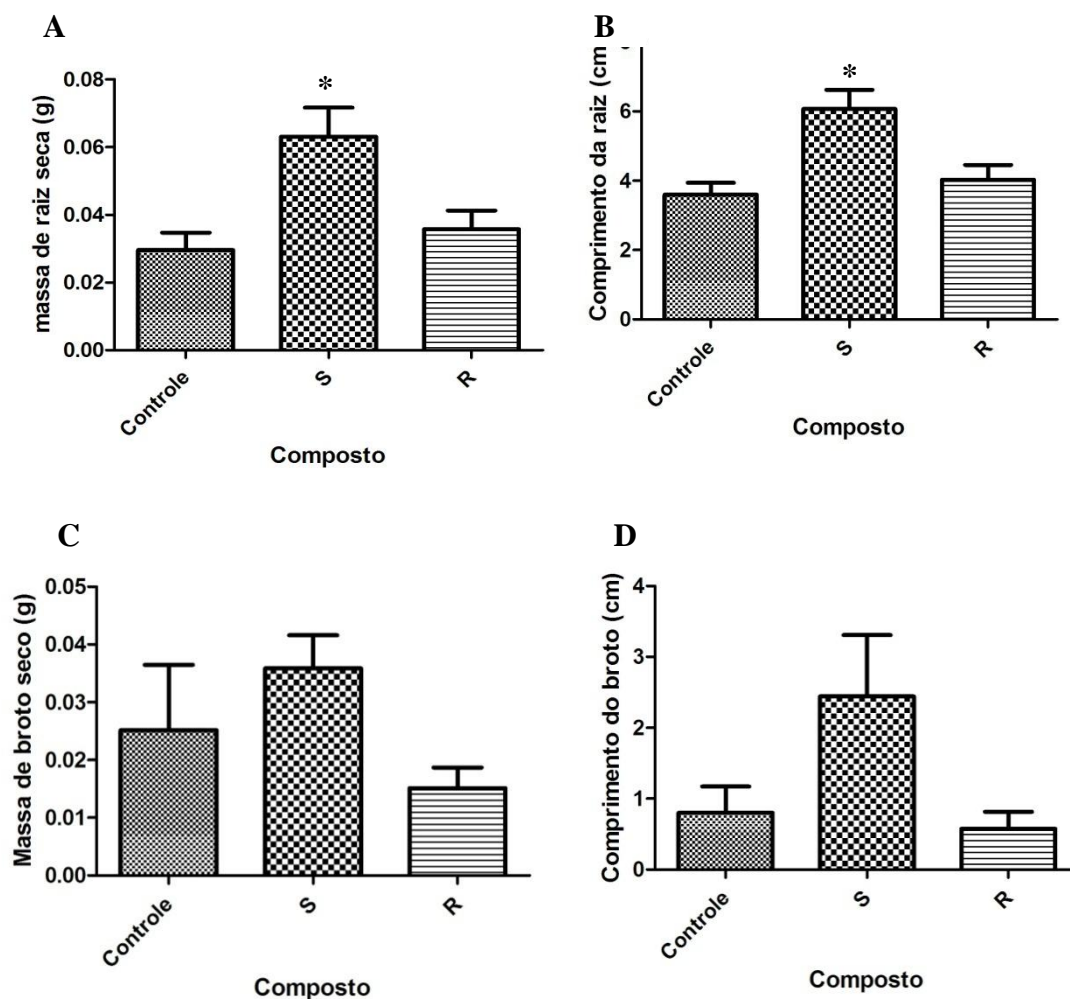 A
massa de raiz seca (g)
0.08
0.06
0.04
0.02
0.00
*
Controle
S
R
Composto
B
Comprimento da raiz (cm
6
4
2
0
*
Controle
S
R
Composto
C
Massa de broto seco (g)
0.05
0.04
0.03
0.02
0.01
0.00
Controle
S
R
Composto
D
Comprimento do broto (cm)
4
3
2
1
0
Controle
S
R
Composto